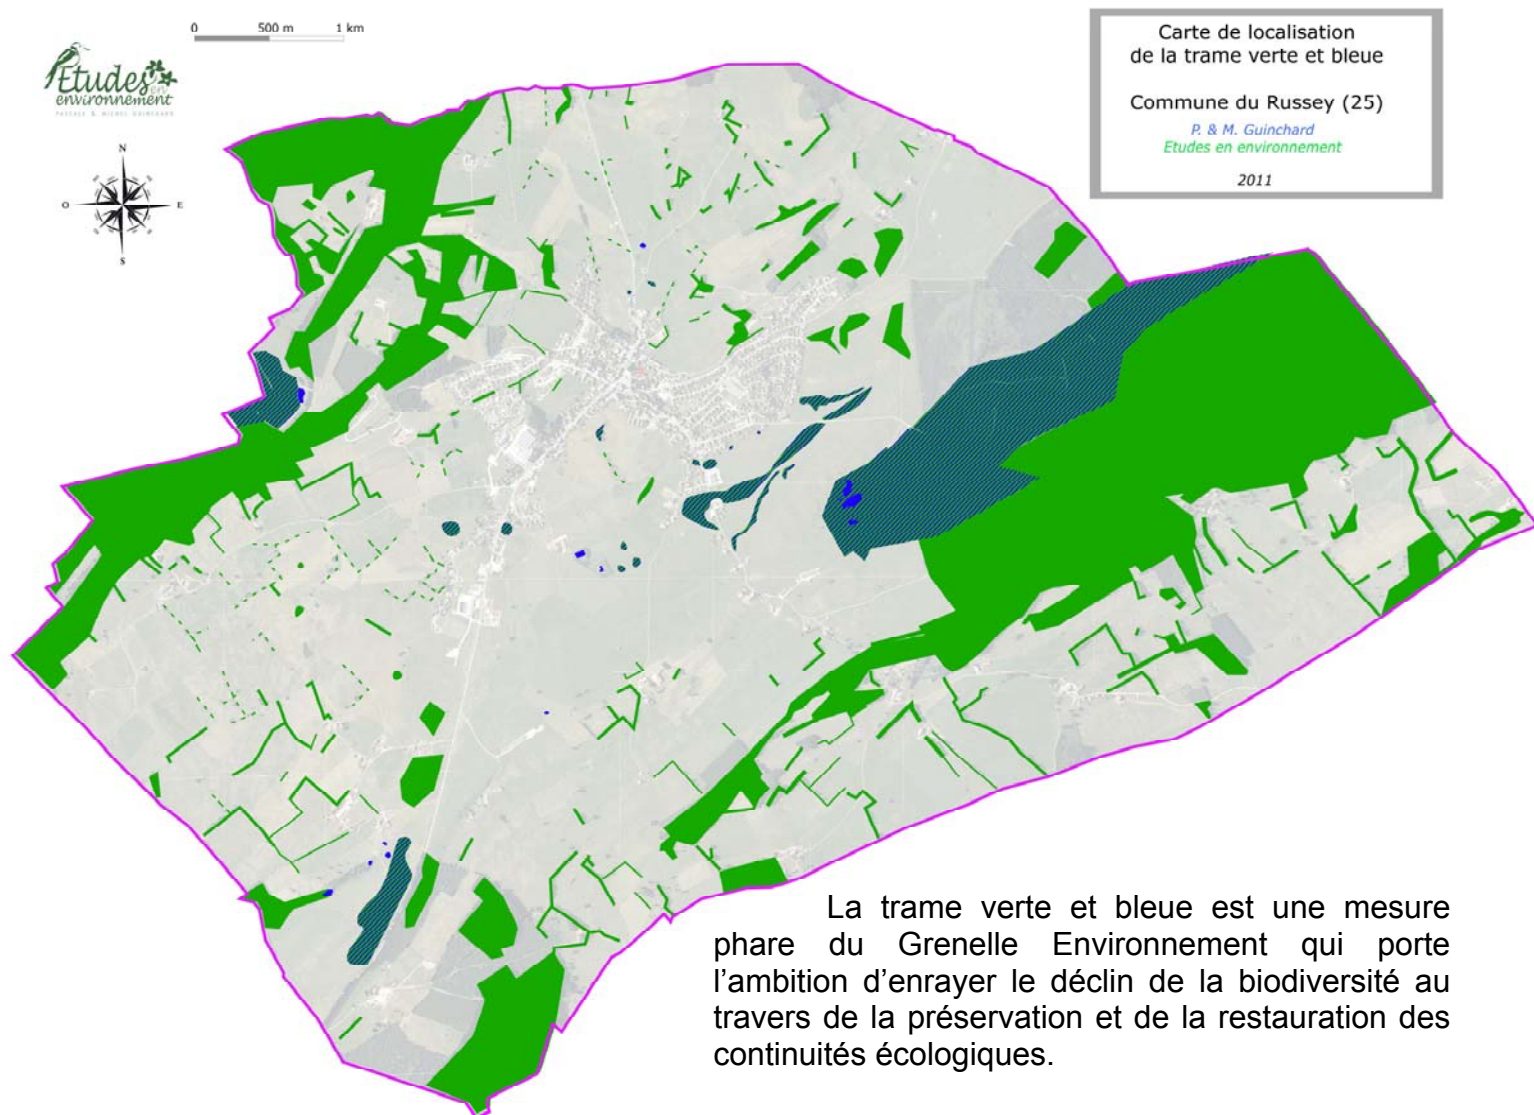 0 500 m 1 km
Etudes
en
environnement
PASCALE & MICHEL GUINCHARD
N
O
E
S
Carte de localisation
de la trame verte et bleue
Commune du Russey (25)
P. & M. Guinchard
Etudes en environnement
2011
La trame verte et bleue est une mesure
phare du Grenelle Environnement qui porte
l’ambition d’enrayer le déclin de la biodiversité au
travers de la préservation et de la restauration des
continuités écologiques.